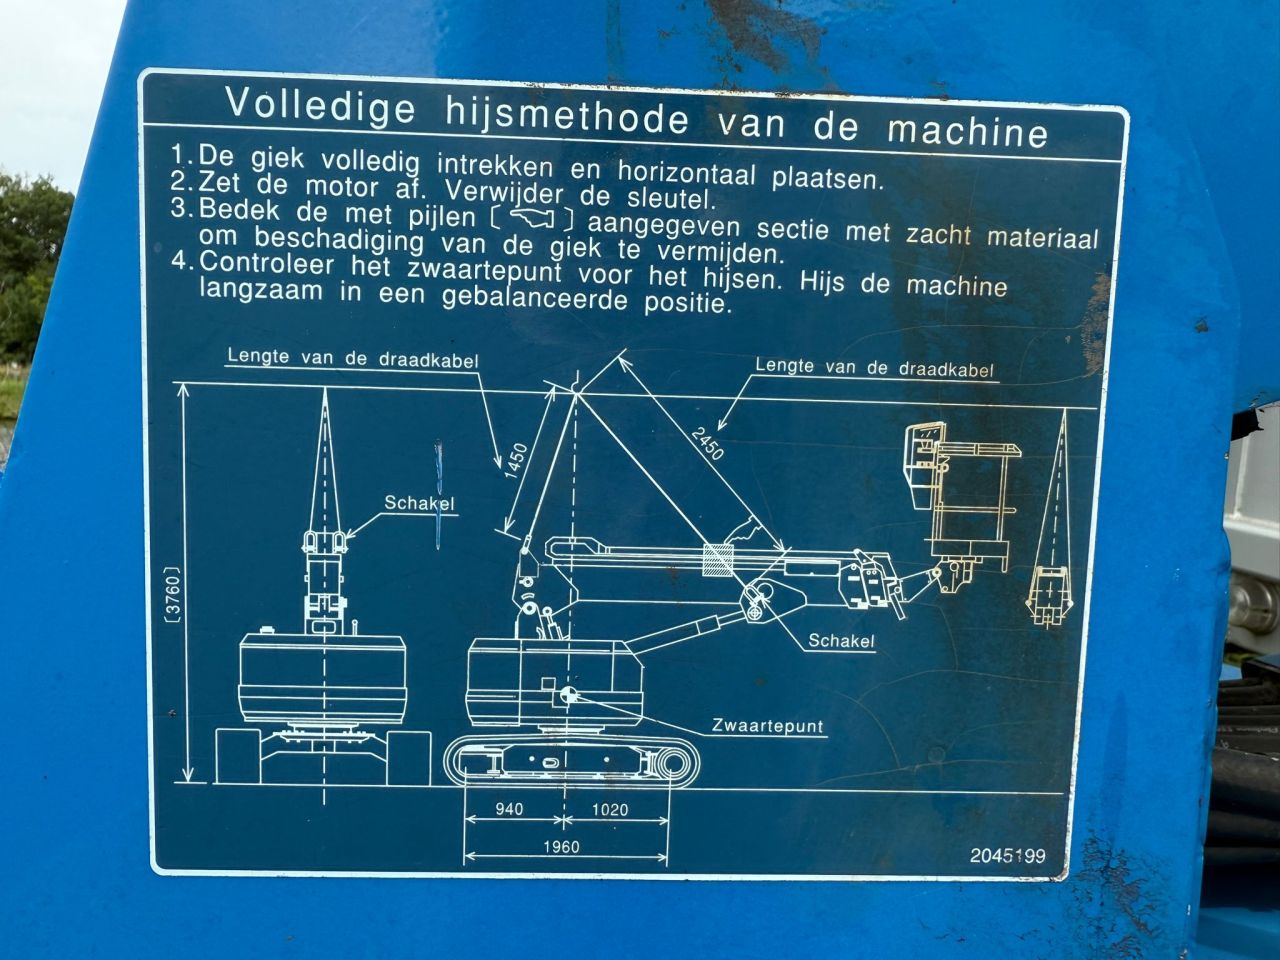 Volledige hijsmethode van de machine
1. De giek volledig intrekken en horizontaal plaatsen.
2. Zet de motor af. Verwijder de sleutel.
3. Bedek de met pijlen [ ] aangegeven sectie met zacht materiaal
om beschadiging van de giek te vermijden.
4. Controleer het zwaartepunt voor het hijsen. Hijs de machine
langzaam in een gebalanceerde positie.
Lengte van de draadkabel
Lengte van de draadkabel
1450
2450
Schakel
[3760]
Schakel
Zwaartepunt
940
1020
1960
2045199